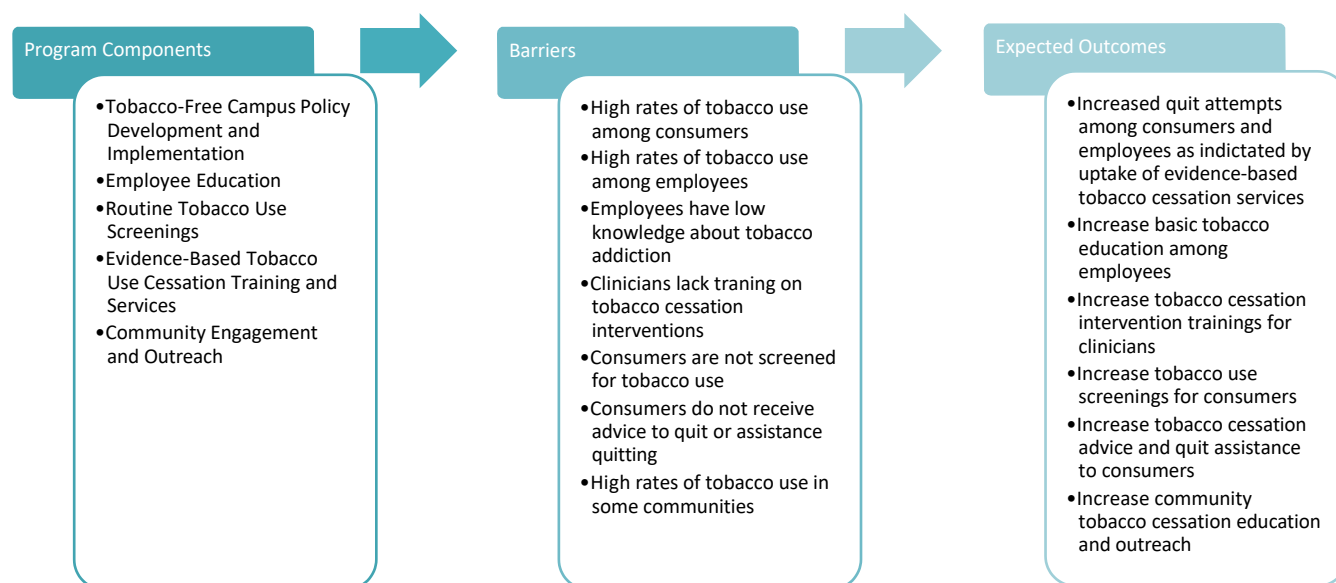 Program Components
•Tobacco-Free Campus Policy
Development and
Implementation
•Employee Education
•Routine Tobacco Use
Screenings
•Evidence-Based Tobacco
Use Cessation Training and
Services
•Community Engagement
and Outreach
Barriers
•High rates of tobacco use
among consumers
•High rates of tobacco use
among employees
•Employees have low
knowledge about tobacco
addiction
•Clinicians lack traning on
tobacco cessation
interventions
•Consumers are not screened
for tobacco use
•Consumers do not receive
advice to quit or assistance
quitting
•High rates of tobacco use in
some communities
Expected Outcomes
•Increased quit attempts
among consumers and
employees as indictated by
uptake of evidence-based
tobacco cessation services
•Increase basic tobacco
education among
employees
•Increase tobacco cessation
intervention trainings for
clinicians
•Increase tobacco use
screenings for consumers
•Increase tobacco cessation
advice and quit assistance
to consumers
•Increase community
tobacco cessation education
and outreach